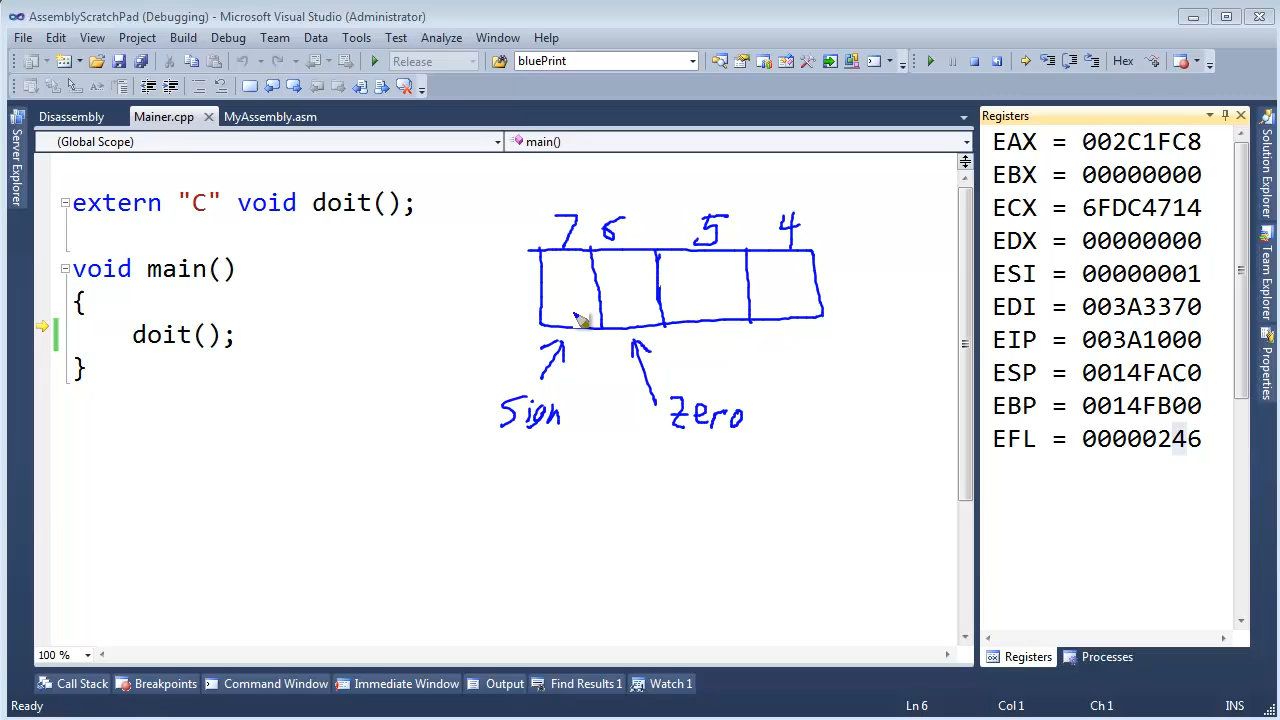 AssemblyScratchPad (Debugging) - Microsoft Visual Studio (Administrator)
File Edit View Project Build Debug Team Data Tools Test Analyze Window Help
Release bluePrint Hex
Disassembly Mainer.cpp MyAssembly.asm
(Global Scope) main()
extern "C" void doit();
void main()
{
doit();
}
7 6 5 4
Sign Zero
100 %
Server Explorer
Registers
EAX = 002C1FC8
EBX = 00000000
ECX = 6FDC4714
EDX = 00000000
ESI = 00000001
EDI = 003A3370
EIP = 003A1000
ESP = 0014FAC0
EBP = 0014FB00
EFL = 00000246
Registers Processes
Solution Explorer
Team Explorer
Properties
Call Stack Breakpoints Command Window Immediate Window Output Find Results 1 Watch 1
Ready Ln 6 Col 1 Ch 1 INS